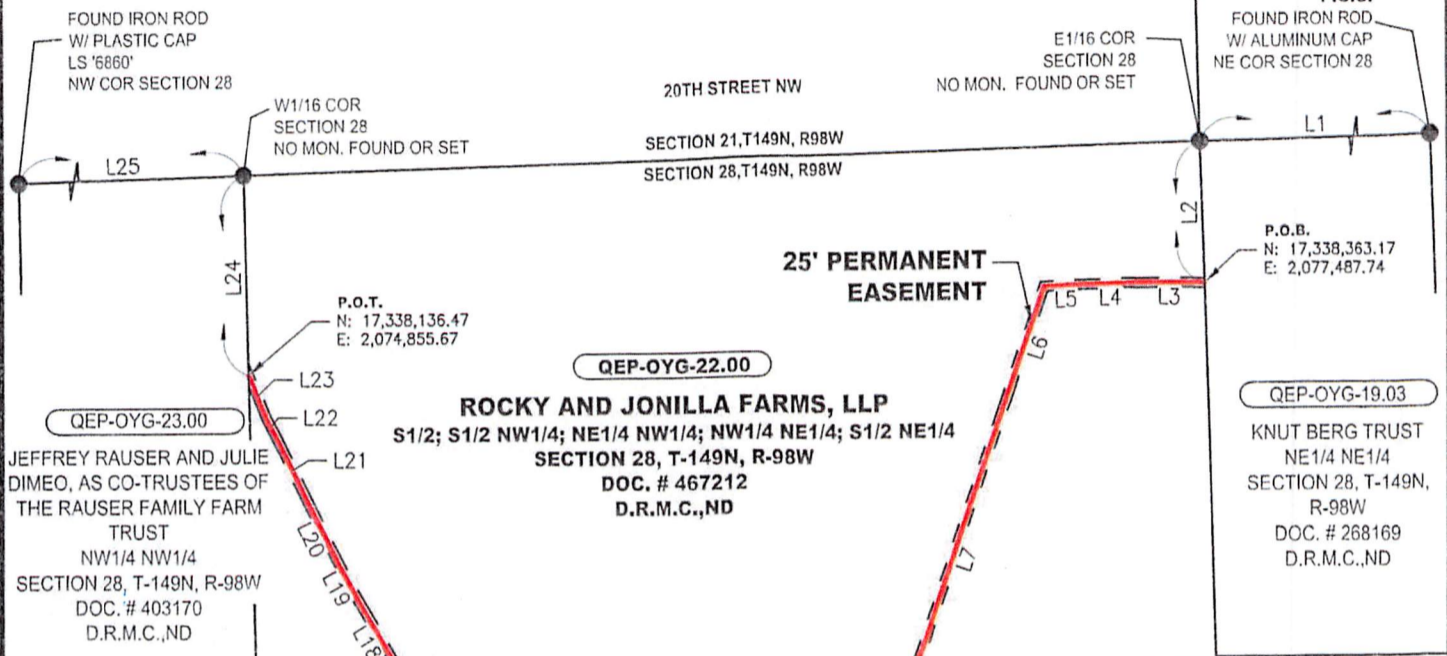 FOUND IRON ROD
W/ PLASTIC CAP
LS '6860'
NW COR SECTION 28
W1/16 COR
SECTION 28
NO MON. FOUND OR SET
20TH STREET NW
SECTION 21,T149N, R98W
SECTION 28,T149N, R98W
E1/16 COR
SECTION 28
NO MON. FOUND OR SET
FOUND IRON ROD
W/ ALUMINUM CAP
NE COR SECTION 28
L25
L1
L24
L2
P.O.B.
N: 17,338,363.17
E: 2,077,487.74
25' PERMANENT
EASEMENT
L5
L4
L3
L6
P.O.T.
N: 17,338,136.47
E: 2,074,855.67
L23
L22
L21
L20
L19
L18
L7
QEP-OYG-22.00
ROCKY AND JONILLA FARMS, LLP
S1/2; S1/2 NW1/4; NE1/4 NW1/4; NW1/4 NE1/4; S1/2 NE1/4
SECTION 28, T-149N, R-98W
DOC. # 467212
D.R.M.C.,ND
QEP-OYG-23.00
JEFFREY RAUSER AND JULIE
DIMEO, AS CO-TRUSTEES OF
THE RAUSER FAMILY FARM
TRUST
NW1/4 NW1/4
SECTION 28, T-149N, R-98W
DOC. # 403170
D.R.M.C.,ND
QEP-OYG-19.03
KNUT BERG TRUST
NE1/4 NE1/4
SECTION 28, T-149N,
R-98W
DOC. # 268169
D.R.M.C.,ND